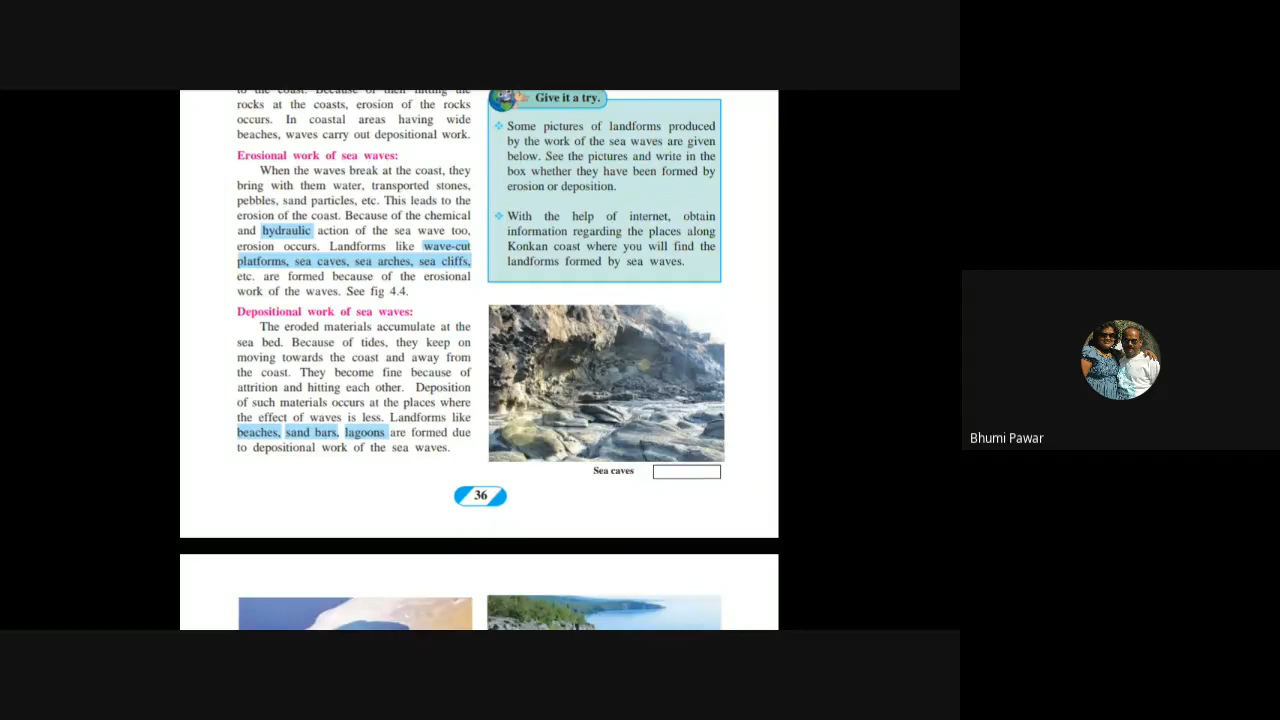 to the coast. Because of their hitting the
rocks at the coasts, erosion of the rocks
occurs. In coastal areas having wide
beaches, waves carry out depositional work.
Erosional work of sea waves:
When the waves break at the coast, they
bring with them water, transported stones,
pebbles, sand particles, etc. This leads to the
erosion of the coast. Because of the chemical
and hydraulic action of the sea wave too,
erosion occurs. Landforms like wave-cut
platforms, sea caves, sea arches, sea cliffs,
etc. are formed because of the erosional
work of the waves. See fig 4.4.
Depositional work of sea waves:
The eroded materials accumulate at the
sea bed. Because of tides, they keep on
moving towards the coast and away from
the coast. They become fine because of
attrition and hitting each other. Deposition
of such materials occurs at the places where
the effect of waves is less. Landforms like
beaches, sand bars, lagoons are formed due
to depositional work of the sea waves.
Give it a try.
Some pictures of landforms produced
by the work of the sea waves are given
below. See the pictures and write in the
box whether they have been formed by
erosion or deposition.
With the help of internet, obtain
information regarding the places along
Konkan coast where you will find the
landforms formed by sea waves.
Sea caves
36
Bhumi Pawar